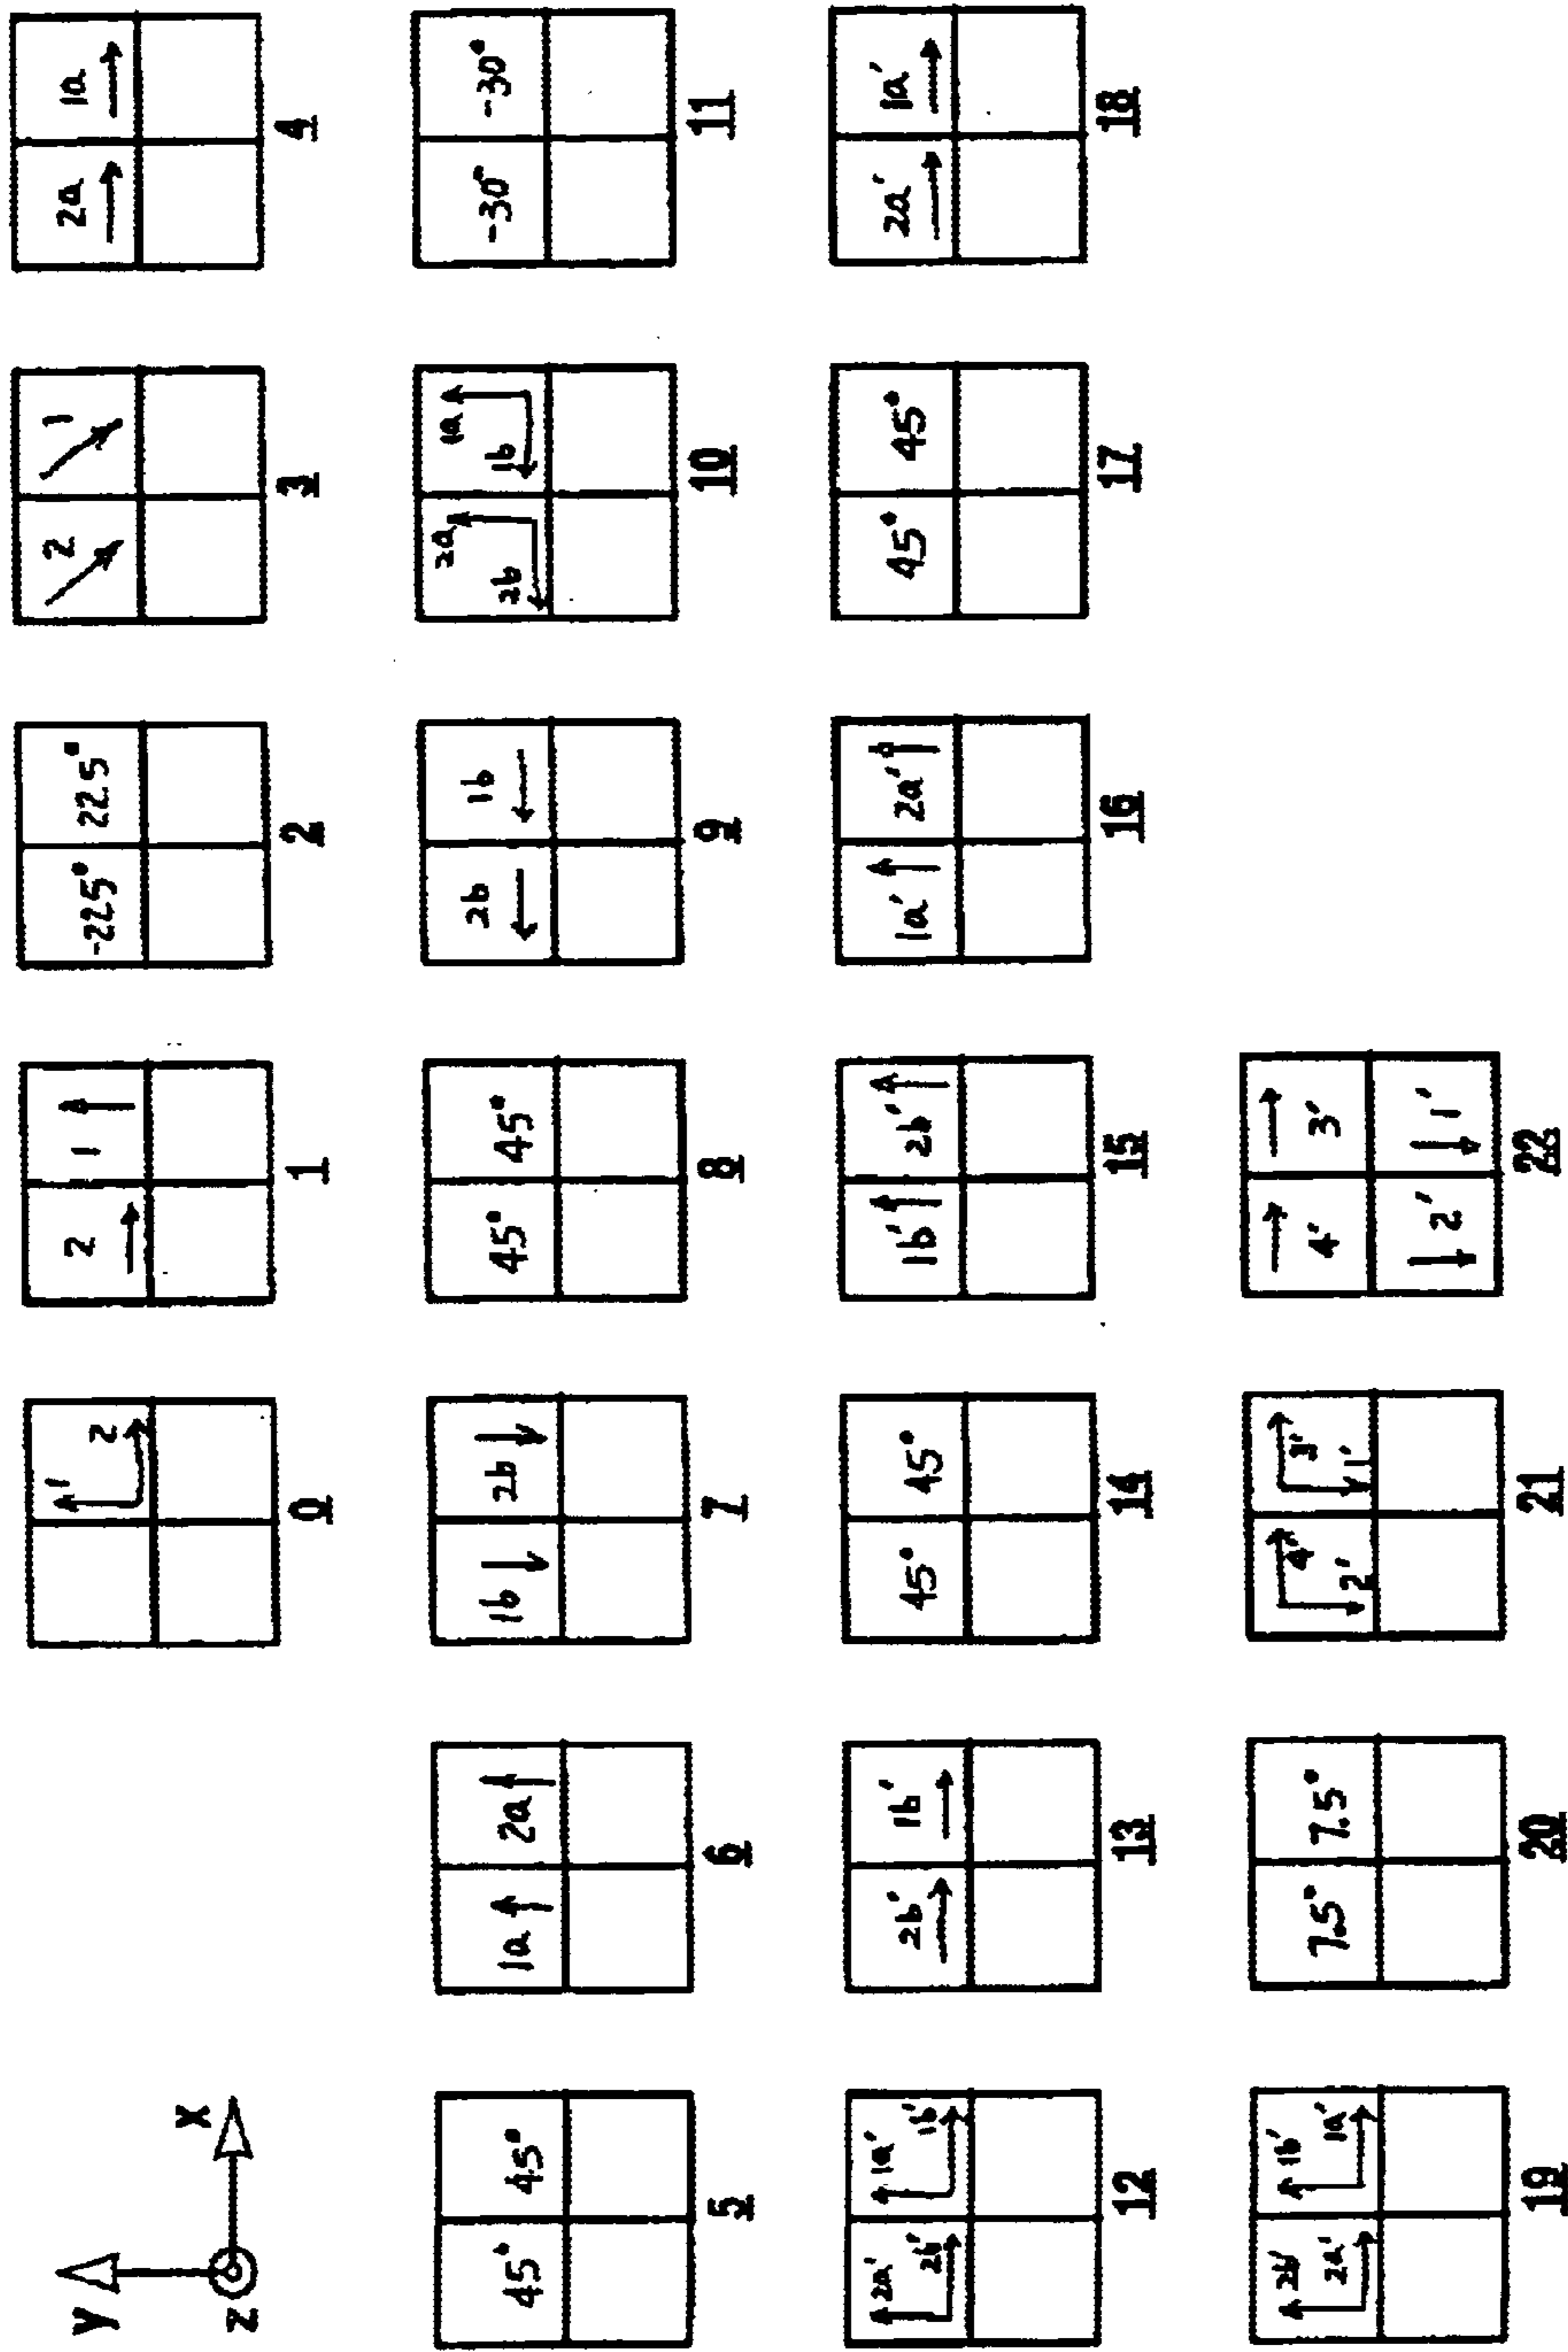 y
z
x
1
2
0
2 1
1
-22.5° 22.5°
2
2 1
3
2a 1a
4
45° 45°
5
1a 2a
6
1b 2b
7
45° 45°
8
2b 1b
9
2a 1a
2b 1b
10
-30° -30°
11
2a' 1a'
2b' 1b'
12
2b' 1b'
13
45° 45°
14
1b' 2b'
15
1a' 2a'
16
45° 45°
17
2a' 1a'
18
2b' 1b'
2a' 1a'
19
7.5° 7.5°
20
4' 3'
2' 1'
21
4' 3'
2' 1'
22